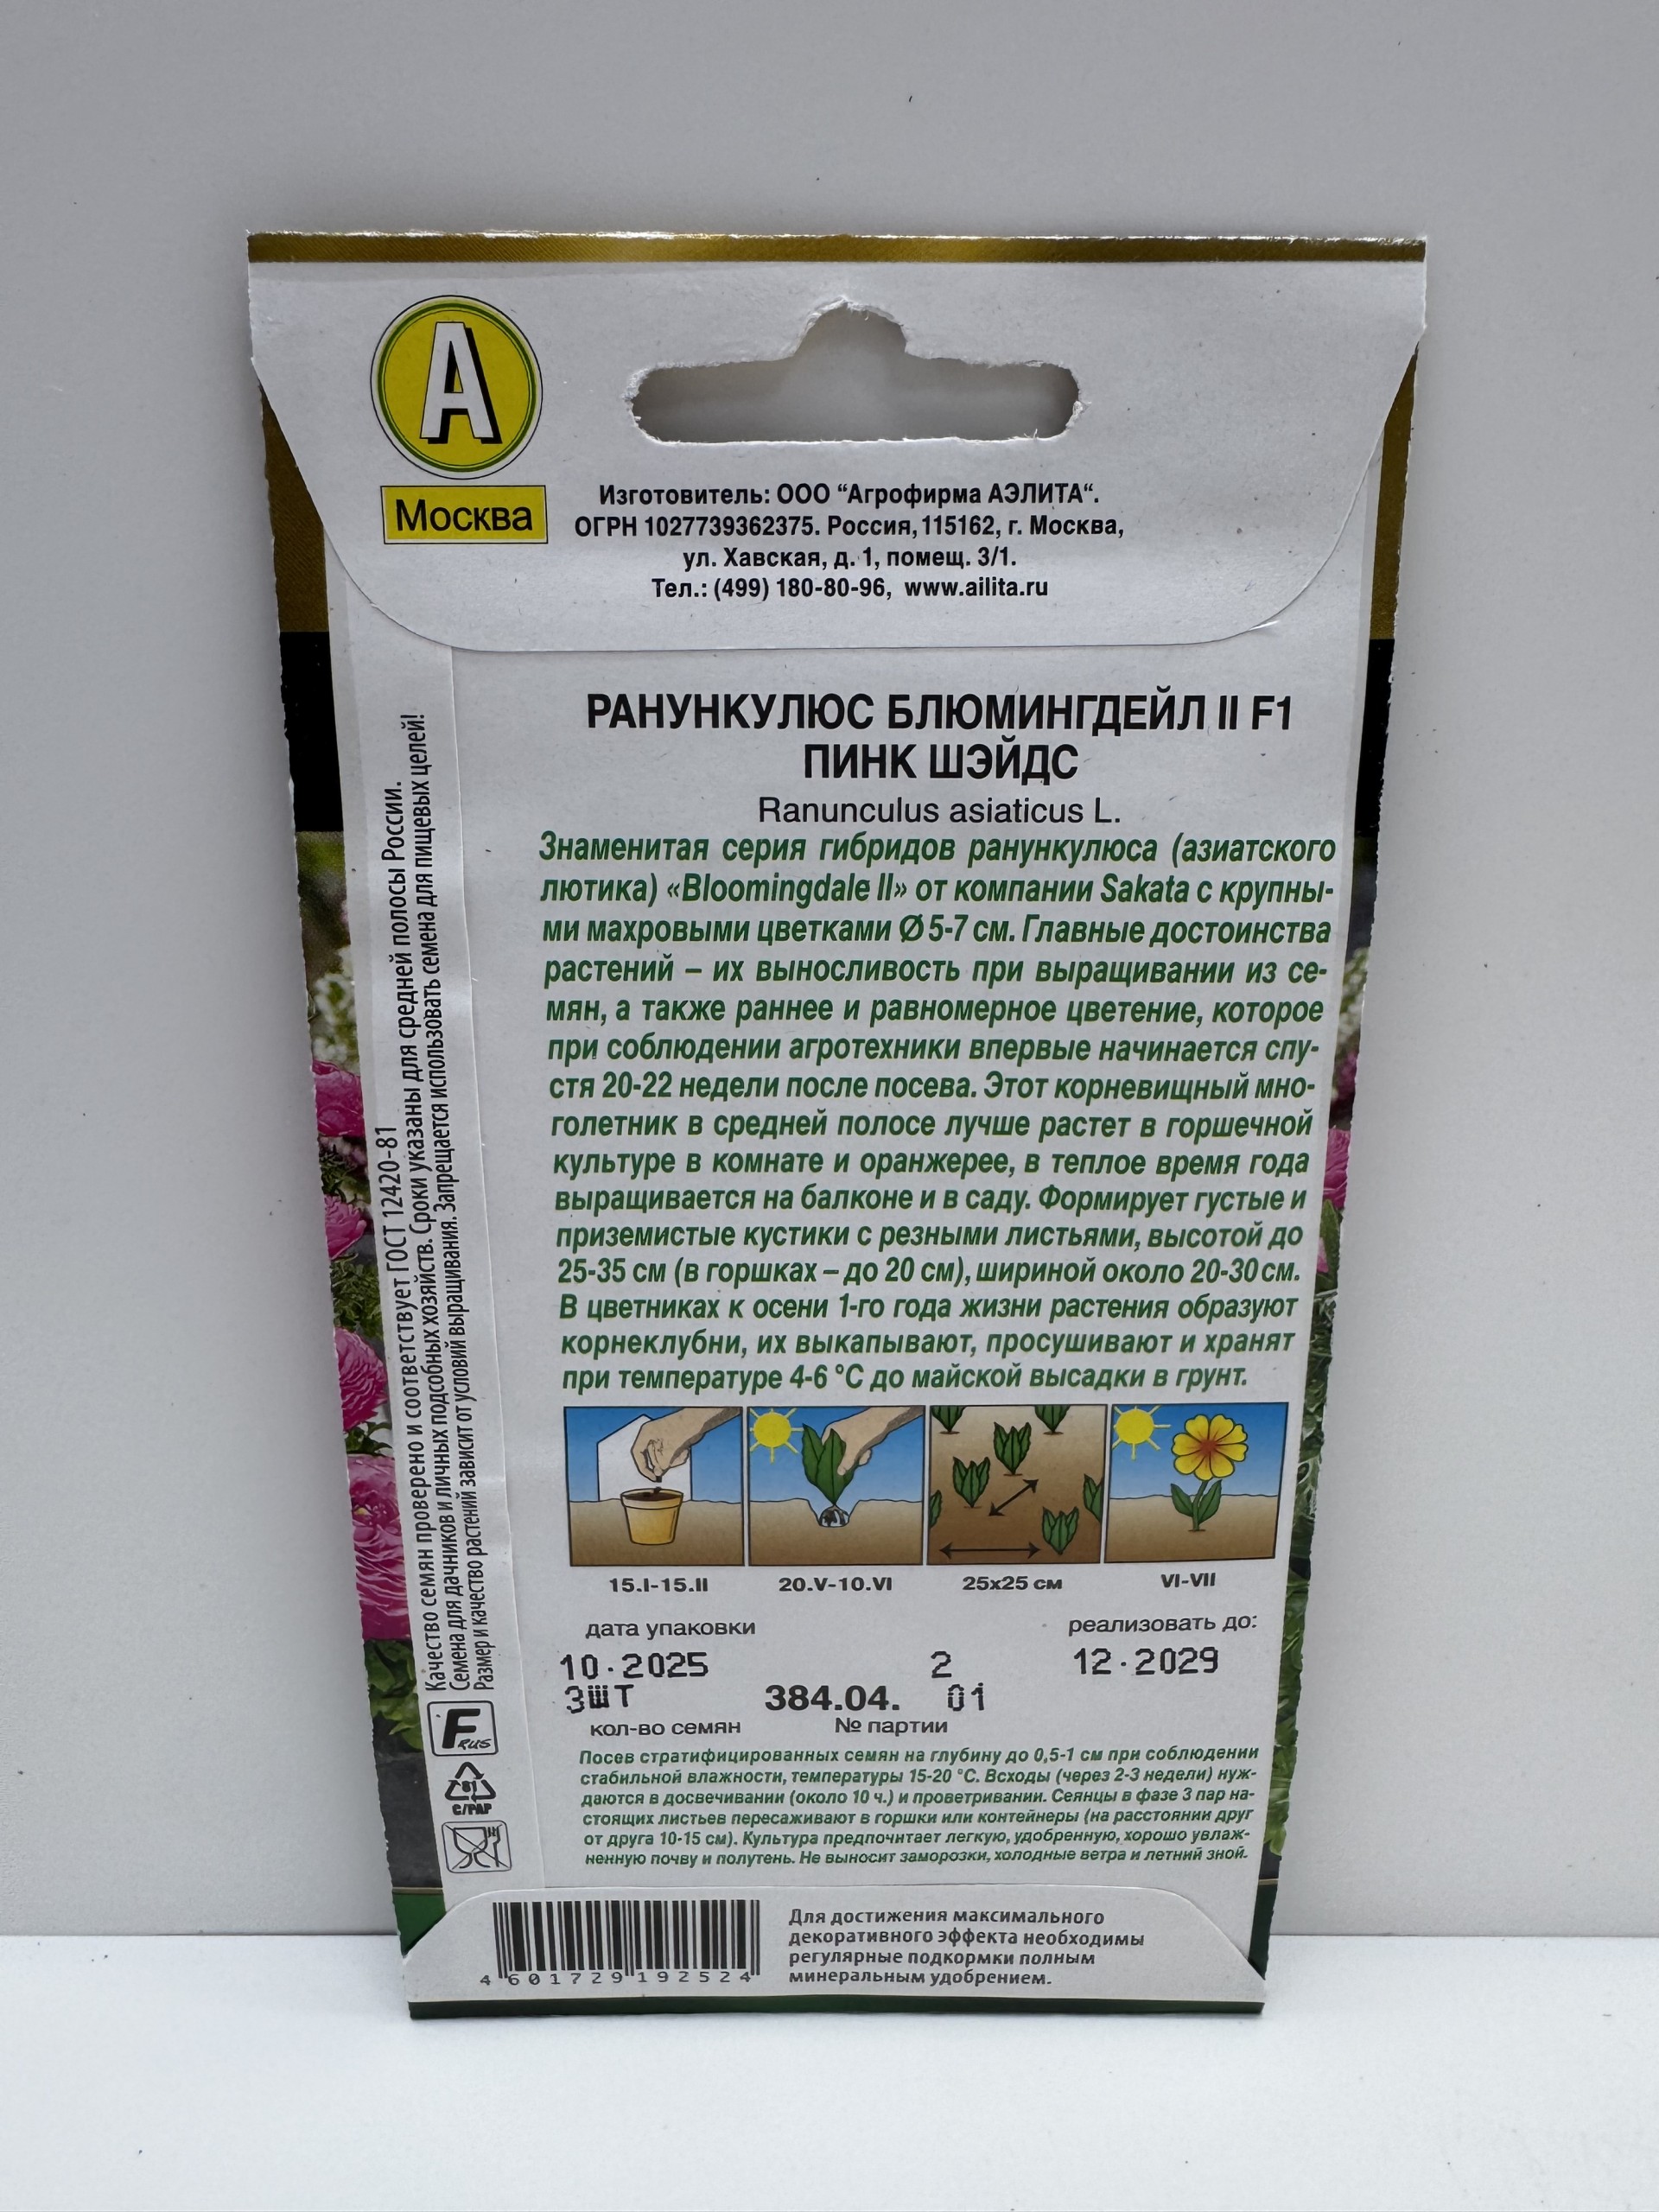 А
Москва
Изготовитель: ООО “Агрофирма АЭЛИТА“.
ОГРН 1027739362375. Россия, 115162, г. Москва,
ул. Хавская, д. 1, помещ. 3/1.
Тел.: (499) 180-80-96, www.ailita.ru
РАНУНКУЛЮС БЛЮМИНГДЕЙЛ II F1
ПИНК ШЭЙДС
Ranunculus asiaticus L.
Знаменитая серия гибридов ранункулюса (азиатского
лютика) «Bloomingdale II» от компании Sakata с крупны-
ми махровыми цветками Ø 5-7 см. Главные достоинства
растений – их выносливость при выращивании из се-
мян, а также раннее и равномерное цветение, которое
при соблюдении агротехники впервые начинается спу-
стя 20-22 недели после посева. Этот корневищный мно-
голетник в средней полосе лучше растет в горшечной
культуре в комнате и оранжерее, в теплое время года
выращивается на балконе и в саду. Формирует густые и
приземистые кустики с резными листьями, высотой до
25-35 см (в горшках – до 20 см), шириной около 20-30 см.
В цветниках к осени 1-го года жизни растения образуют
корнеклубни, их выкапывают, просушивают и хранят
при температуре 4-6 °С до майской высадки в грунт.
15.I-15.II 20.V-10.VI 25x25 см VI-VII
дата упаковки реализовать до:
10.2025 2 12.2029
3шт 384.04. 01
кол-во семян № партии
Посев стратифицированных семян на глубину до 0,5-1 см при соблюдении
стабильной влажности, температуры 15-20 °С. Всходы (через 2-3 недели) нуж-
даются в досвечивании (около 10 ч.) и проветривании. Сеянцы в фазе 3 пар на-
стоящих листьев пересаживают в горшки или контейнеры (на расстоянии друг
от друга 10-15 см). Культура предпочитает легкую, удобренную, хорошо увлаж-
ненную почву и полутень. Не выносит заморозки, холодные ветра и летний зной.
Качество семян проверено и соответствует ГОСТ 12420-81
Семена для дачников и личных подсобных хозяйств. Сроки указаны для средней полосы России.
Размер и качество растений зависит от условий выращивания. Запрещается использовать семена для пищевых целей!
F RUS
81
C/PAP
4 601729 192524
Для достижения максимального
декоративного эффекта необходимы
регулярные подкормки полным
минеральным удобрением.